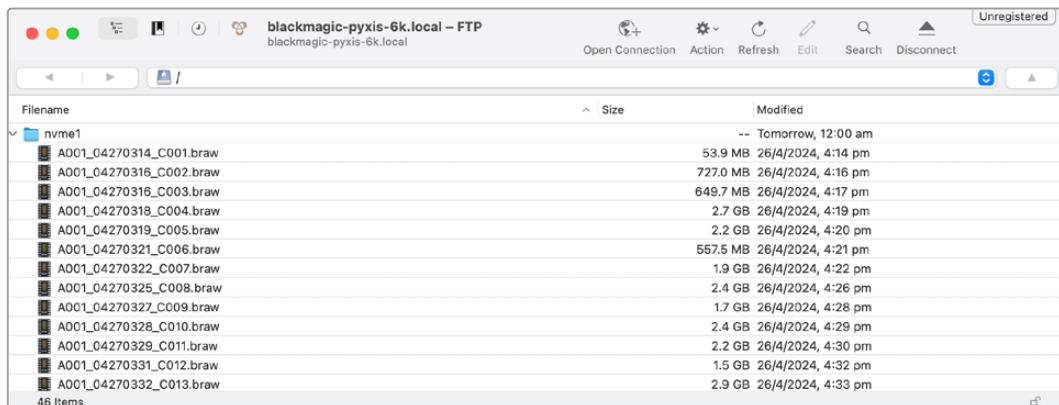 Unregistered
blackmagic-pyxis-6k.local – FTP
blackmagic-pyxis-6k.local
Open Connection Action Refresh Edit Search Disconnect
/
Filename Size Modified
nvme1 -- Tomorrow, 12:00 am
A001_04270314_C001.braw 53.9 MB 26/4/2024, 4:14 pm
A001_04270316_C002.braw 727.0 MB 26/4/2024, 4:16 pm
A001_04270316_C003.braw 649.7 MB 26/4/2024, 4:17 pm
A001_04270318_C004.braw 2.7 GB 26/4/2024, 4:19 pm
A001_04270319_C005.braw 2.2 GB 26/4/2024, 4:20 pm
A001_04270321_C006.braw 557.5 MB 26/4/2024, 4:21 pm
A001_04270322_C007.braw 1.9 GB 26/4/2024, 4:22 pm
A001_04270325_C008.braw 2.4 GB 26/4/2024, 4:26 pm
A001_04270327_C009.braw 1.7 GB 26/4/2024, 4:28 pm
A001_04270328_C010.braw 2.4 GB 26/4/2024, 4:29 pm
A001_04270329_C011.braw 2.2 GB 26/4/2024, 4:30 pm
A001_04270331_C012.braw 1.5 GB 26/4/2024, 4:32 pm
A001_04270332_C013.braw 2.9 GB 26/4/2024, 4:33 pm
46 Items